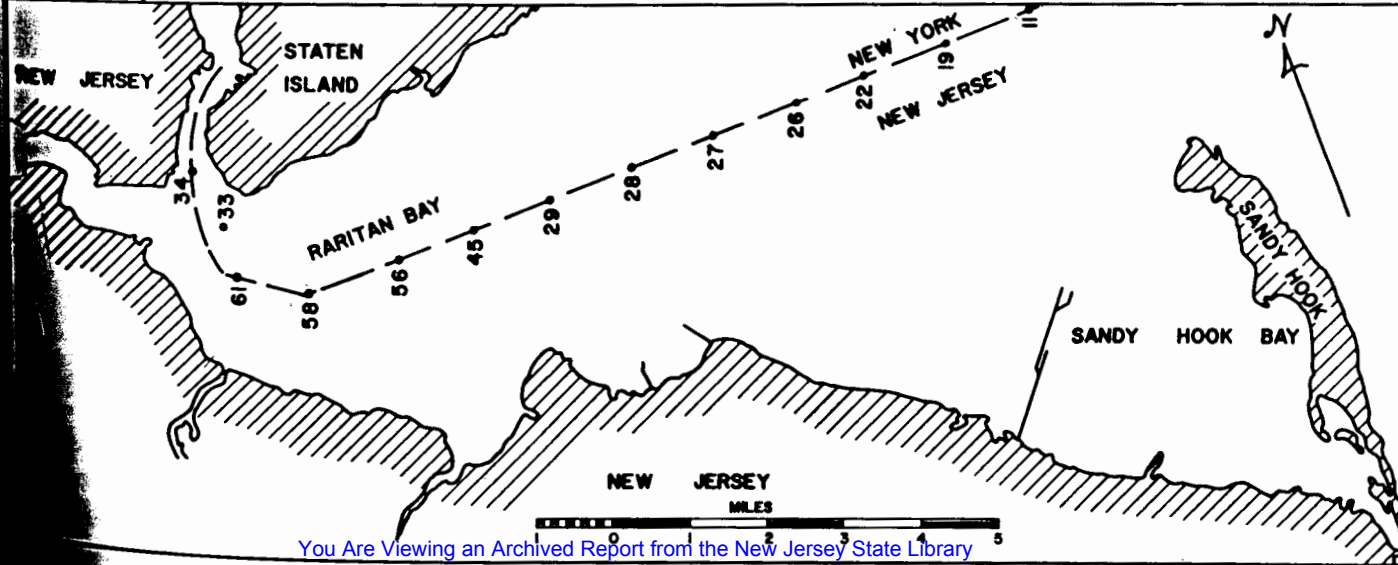 NEW JERSEY
STATEN
ISLAND
NEW YORK
NEW JERSEY
11
19
22
26
27
28
29
45
56
58
61
33
34
N
RARITAN BAY
SANDY HOOK
SANDY HOOK BAY
NEW JERSEY
MILES
1 0 1 2 3 4 5
You Are Viewing an Archived Report from the New Jersey State Library